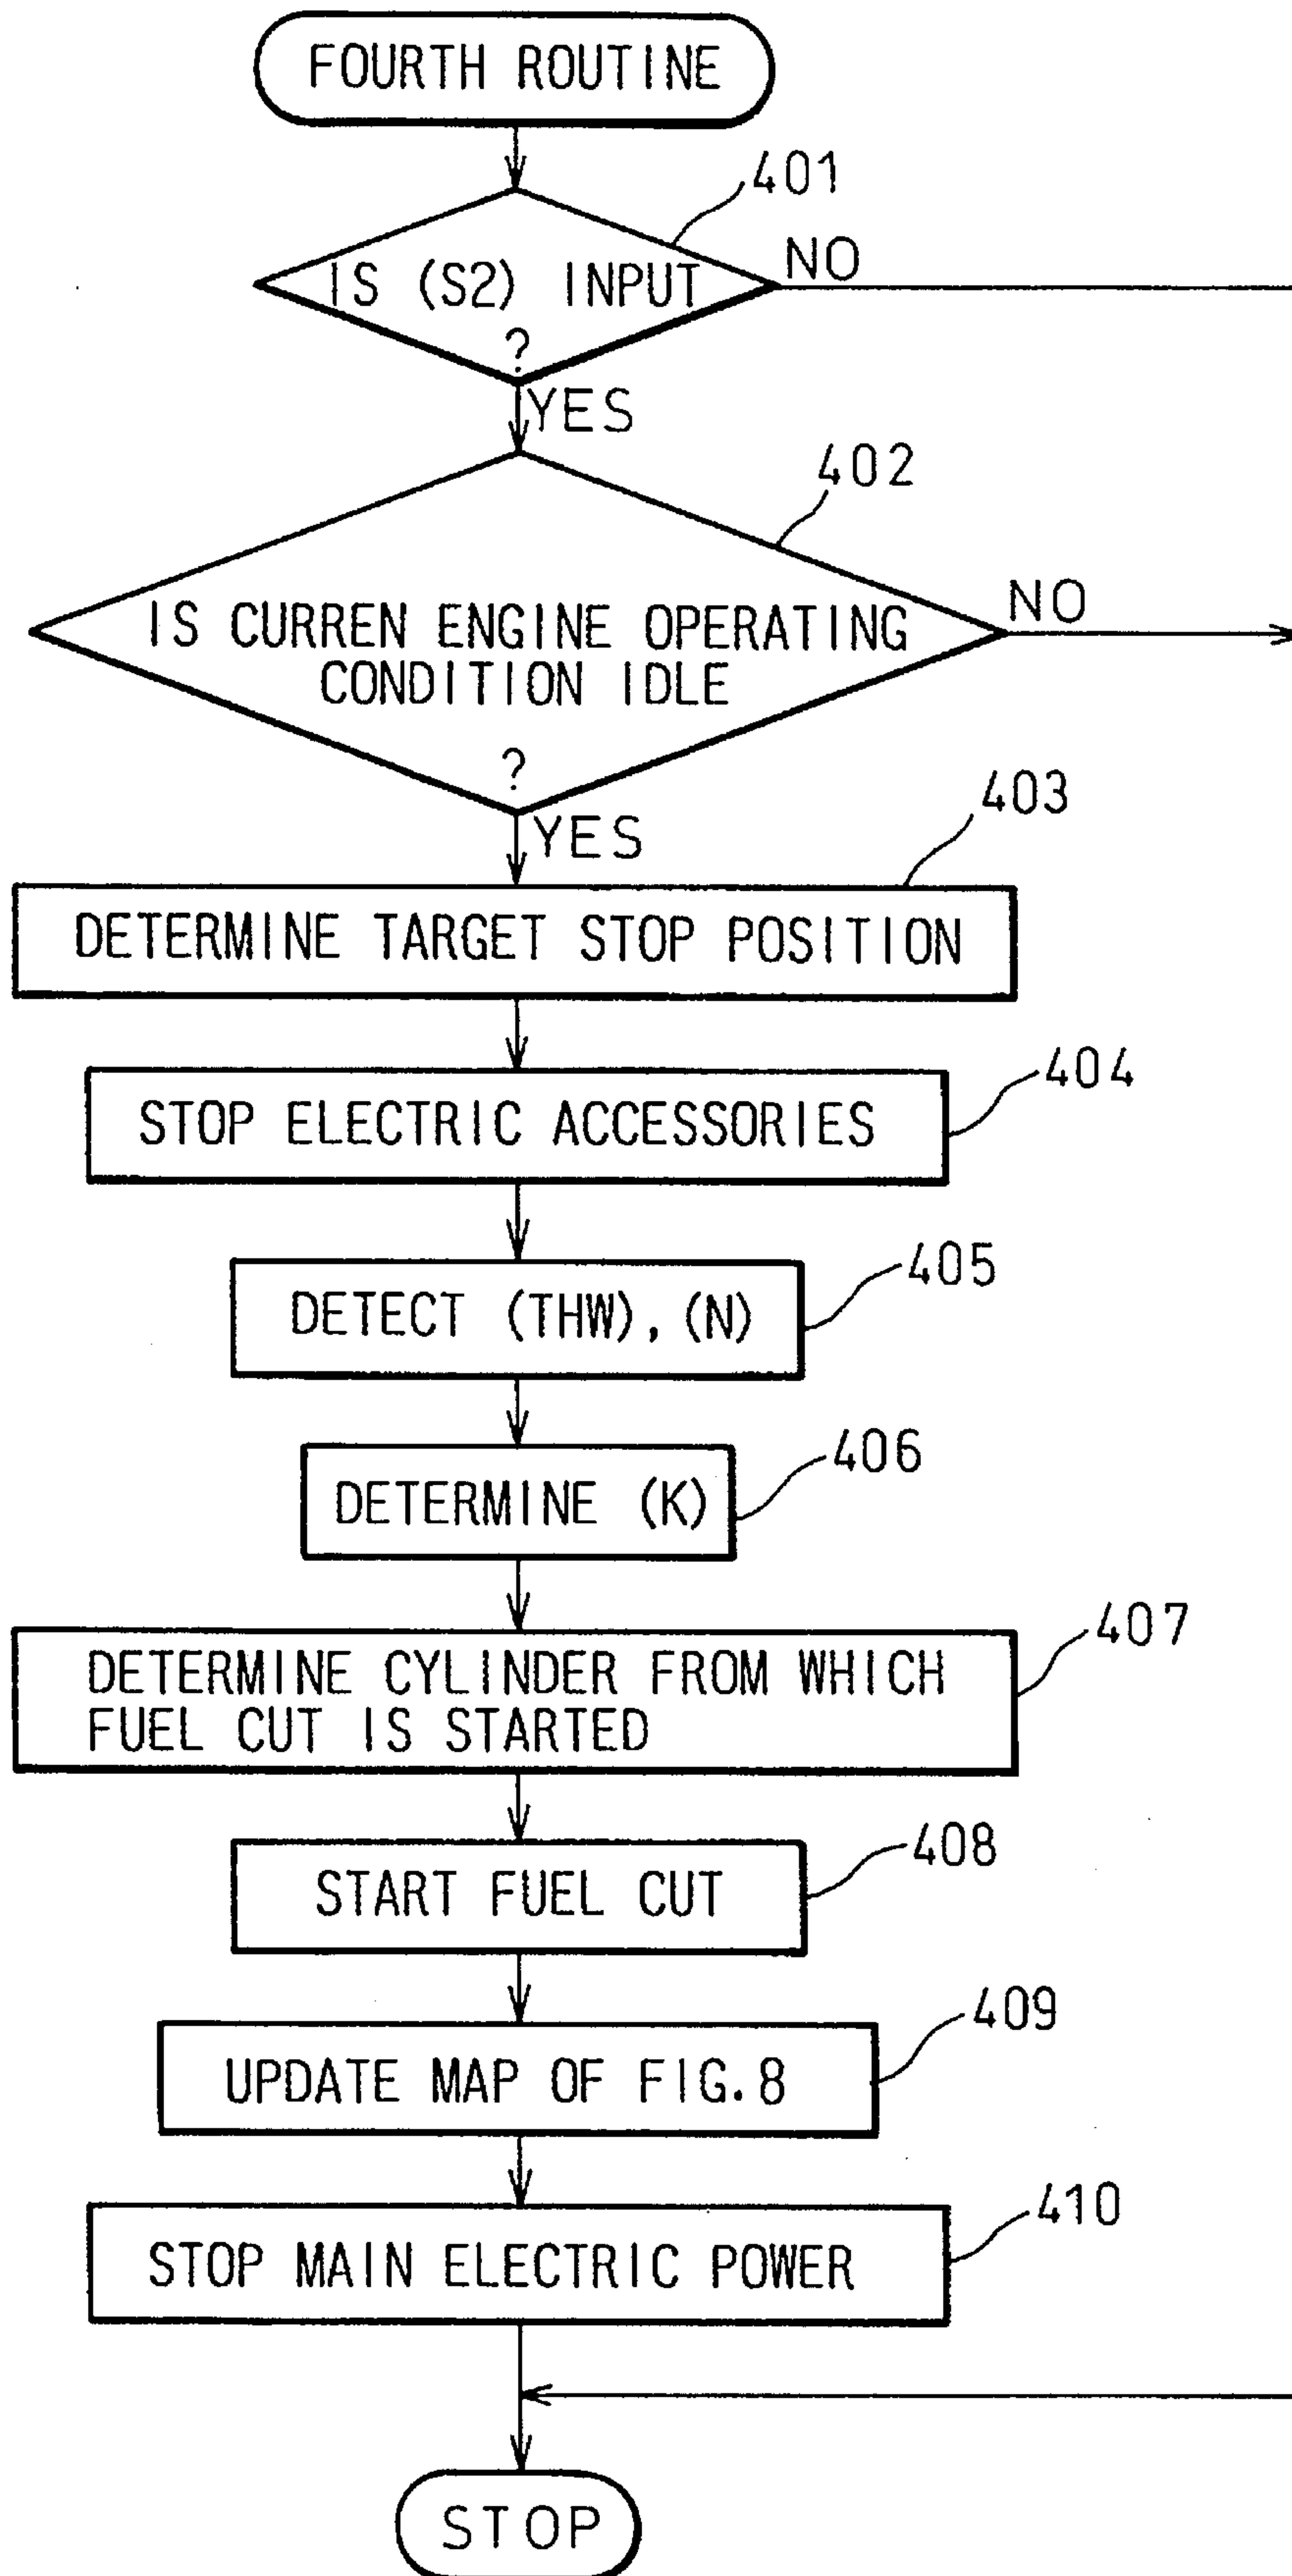 FOURTH ROUTINE
401
IS (S2) INPUT
?
NO
YES
402
IS CURREN ENGINE OPERATING
CONDITION IDLE
?
NO
YES
403
DETERMINE TARGET STOP POSITION
404
STOP ELECTRIC ACCESSORIES
405
DETECT (THW), (N)
406
DETERMINE (K)
407
DETERMINE CYLINDER FROM WHICH
FUEL CUT IS STARTED
408
START FUEL CUT
409
UPDATE MAP OF FIG.8
410
STOP MAIN ELECTRIC POWER
STOP